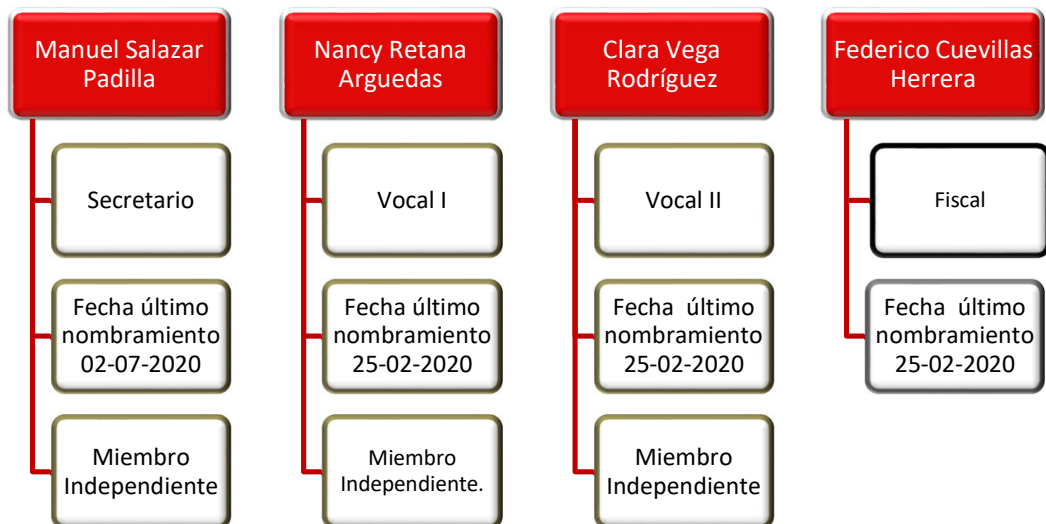 Manuel Salazar
Padilla
Secretario
Fecha último
nombramiento
02-07-2020
Miembro
Independiente
Nancy Retana
Arguedas
Vocal I
Fecha último
nombramiento
25-02-2020
Miembro
Independiente.
Clara Vega
Rodríguez
Vocal II
Fecha último
nombramiento
25-02-2020
Miembro
Independiente
Federico Cuevillas
Herrera
Fiscal
Fecha último
nombramiento
25-02-2020